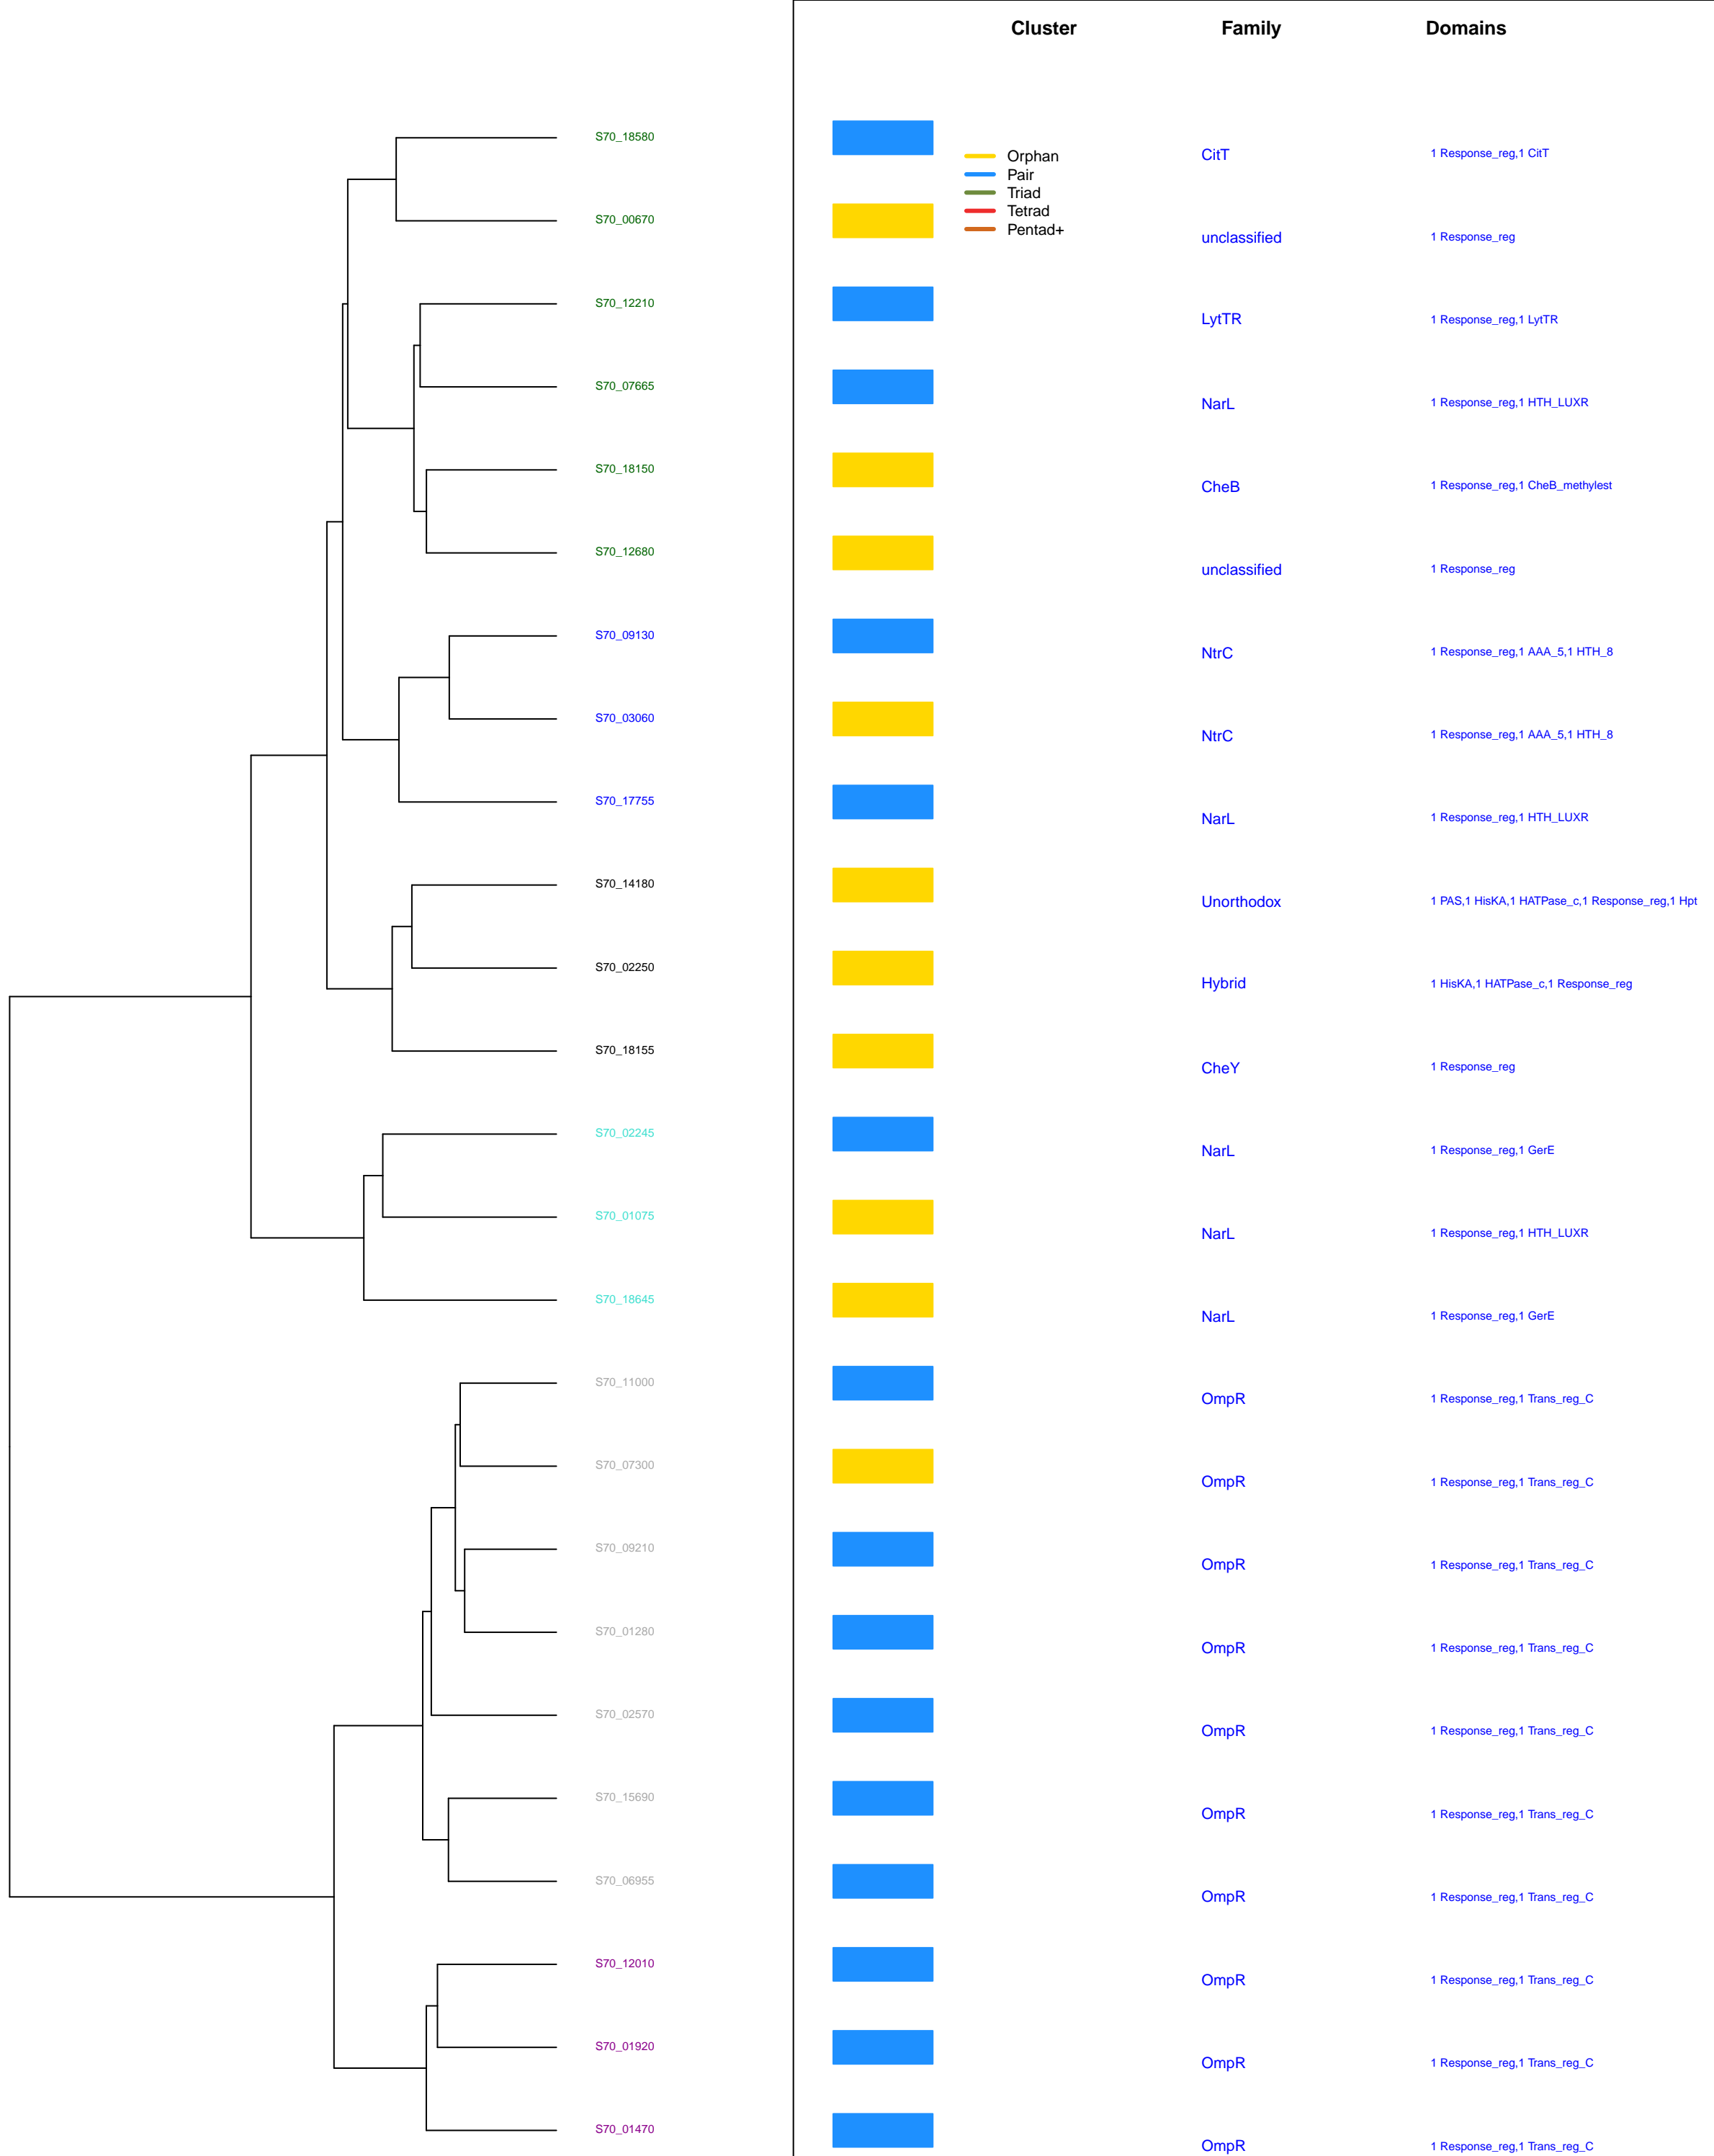 Cluster Family Domains
S70_18580 CitT 1 Response_reg,1 CitT
Orphan
Pair
Triad
Tetrad
Pentad+
S70_00670 unclassified 1 Response_reg
S70_12210 LytTR 1 Response_reg,1 LytTR
S70_07665 NarL 1 Response_reg,1 HTH_LUXR
S70_18150 CheB 1 Response_reg,1 CheB_methylest
S70_12680 unclassified 1 Response_reg
S70_09130 NtrC 1 Response_reg,1 AAA_5,1 HTH_8
S70_03060 NtrC 1 Response_reg,1 AAA_5,1 HTH_8
S70_17755 NarL 1 Response_reg,1 HTH_LUXR
S70_14180 Unorthodox 1 PAS,1 HisKA,1 HATPase_c,1 Response_reg,1 Hpt
S70_02250 Hybrid 1 HisKA,1 HATPase_c,1 Response_reg
S70_18155 CheY 1 Response_reg
S70_02245 NarL 1 Response_reg,1 GerE
S70_01075 NarL 1 Response_reg,1 HTH_LUXR
S70_18645 NarL 1 Response_reg,1 GerE
S70_11000 OmpR 1 Response_reg,1 Trans_reg_C
S70_07300 OmpR 1 Response_reg,1 Trans_reg_C
S70_09210 OmpR 1 Response_reg,1 Trans_reg_C
S70_01280 OmpR 1 Response_reg,1 Trans_reg_C
S70_02570 OmpR 1 Response_reg,1 Trans_reg_C
S70_15690 OmpR 1 Response_reg,1 Trans_reg_C
S70_06955 OmpR 1 Response_reg,1 Trans_reg_C
S70_12010 OmpR 1 Response_reg,1 Trans_reg_C
S70_01920 OmpR 1 Response_reg,1 Trans_reg_C
S70_01470 OmpR 1 Response_reg,1 Trans_reg_C